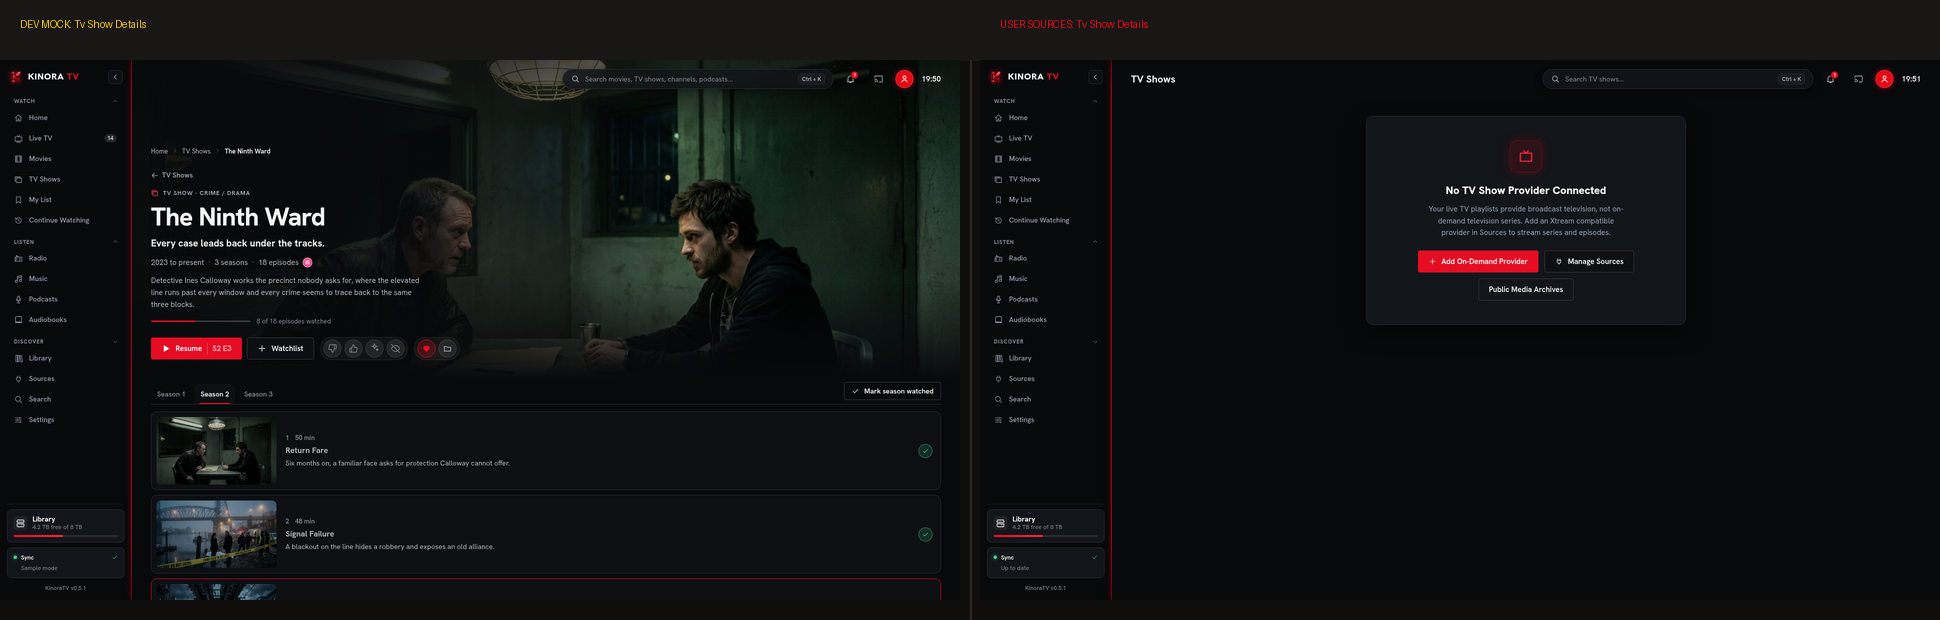 DEV MOCK: Tv Show Details
KINORA TV
WATCH
Home
Live TV 14
Movies
TV Shows
My List
Continue Watching
LISTEN
Radio
Music
Podcasts
Audiobooks
DISCOVER
Library
Sources
Search
Settings
Library
4.2 TB free of 8 TB
Sync
Sample mode
KinoraTV v0.5.1
Search movies, TV shows, channels, podcasts... Ctrl + K
1
19:50
Home TV Shows The Ninth Ward
TV Shows
TV SHOW · CRIME / DRAMA
The Ninth Ward
Every case leads back under the tracks.
2023 to present · 3 seasons · 18 episodes
Detective Ines Calloway works the precinct nobody asks for, where the elevated
line runs past every window and every crime seems to trace back to the same
three blocks.
8 of 18 episodes watched
Resume S2 E3
Watchlist
Season 1 Season 2 Season 3
Mark season watched
1 50 min
Return Fare
Six months on, a familiar face asks for protection Calloway cannot offer.
2 48 min
Signal Failure
A blackout on the line hides a robbery and exposes an old alliance.
USER SOURCES: Tv Show Details
KINORA TV
WATCH
Home
Live TV
Movies
TV Shows
My List
Continue Watching
LISTEN
Radio
Music
Podcasts
Audiobooks
DISCOVER
Library
Sources
Search
Settings
Library
4.2 TB free of 8 TB
Sync
Up to date
KinoraTV v0.5.1
TV Shows
Search TV shows... Ctrl + K
1
19:51
No TV Show Provider Connected
Your live TV playlists provide broadcast television, not on-
demand television series. Add an Xtream compatible
provider in Sources to stream series and episodes.
Add On-Demand Provider
Manage Sources
Public Media Archives